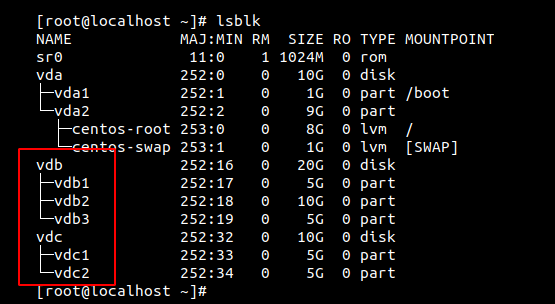 [root@localhost ~]# lsblk
NAME MAJ:MIN RM SIZE RO TYPE MOUNTPOINT
sr0 11:0 1 1024M 0 rom
vda 252:0 0 10G 0 disk
├─vda1 252:1 0 1G 0 part /boot
└─vda2 252:2 0 9G 0 part
├─centos-root 253:0 0 8G 0 lvm /
└─centos-swap 253:1 0 1G 0 lvm [SWAP]
vdb 252:16 0 20G 0 disk
├─vdb1 252:17 0 5G 0 part
├─vdb2 252:18 0 10G 0 part
└─vdb3 252:19 0 5G 0 part
vdc 252:32 0 10G 0 disk
├─vdc1 252:33 0 5G 0 part
└─vdc2 252:34 0 5G 0 part
[root@localhost ~]#